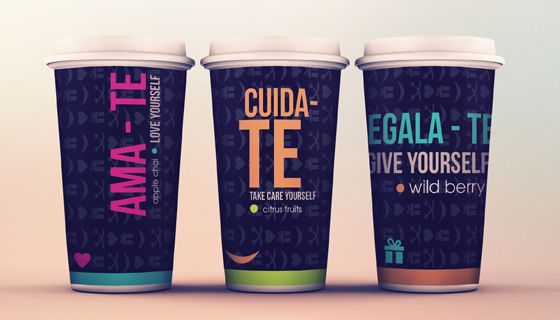 AMA - TE
• LOVE YOURSELF
apple chai
CUIDA-
TE
TAKE CARE YOURSELF
citrus fruits
EGALA - TE
GIVE YOURSELF
• wild berry